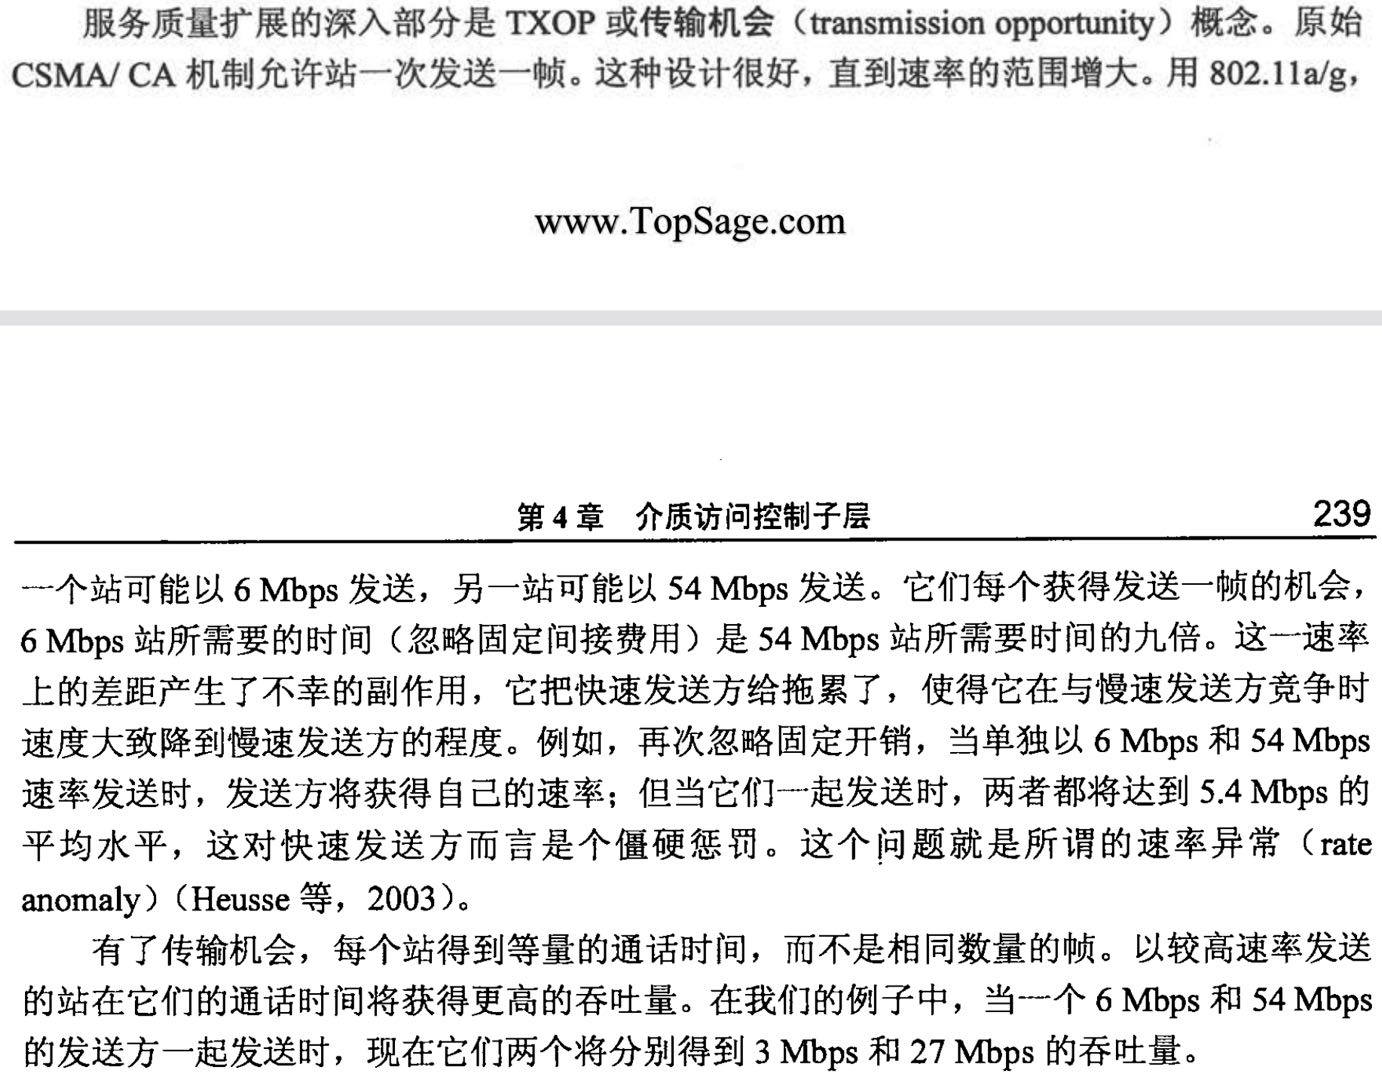 服务质量扩展的深入部分是 TXOP 或传输机会（transmission opportunity）概念。原始
CSMA/ CA 机制允许站一次发送一帧。这种设计很好，直到速率的范围增大。用 802.11a/g，
www.TopSage.com
第 4 章 介质访问控制子层 239
一个站可能以 6 Mbps 发送，另一站可能以 54 Mbps 发送。它们每个获得发送一帧的机会，
6 Mbps 站所需要的时间（忽略固定间接费用）是 54 Mbps 站所需要时间的九倍。这一速率
上的差距产生了不幸的副作用，它把快速发送方给拖累了，使得它在与慢速发送方竞争时
速度大致降到慢速发送方的程度。例如，再次忽略固定开销，当单独以 6 Mbps 和 54 Mbps
速率发送时，发送方将获得自己的速率；但当它们一起发送时，两者都将达到 5.4 Mbps 的
平均水平，这对快速发送方而言是个僵硬惩罚。这个问题就是所谓的速率异常（rate
anomaly）（Heusse 等，2003）。
有了传输机会，每个站得到等量的通话时间，而不是相同数量的帧。以较高速率发送
的站在它们的通话时间将获得更高的吞吐量。在我们的例子中，当一个 6 Mbps 和 54 Mbps
的发送方一起发送时，现在它们两个将分别得到 3 Mbps 和 27 Mbps 的吞吐量。